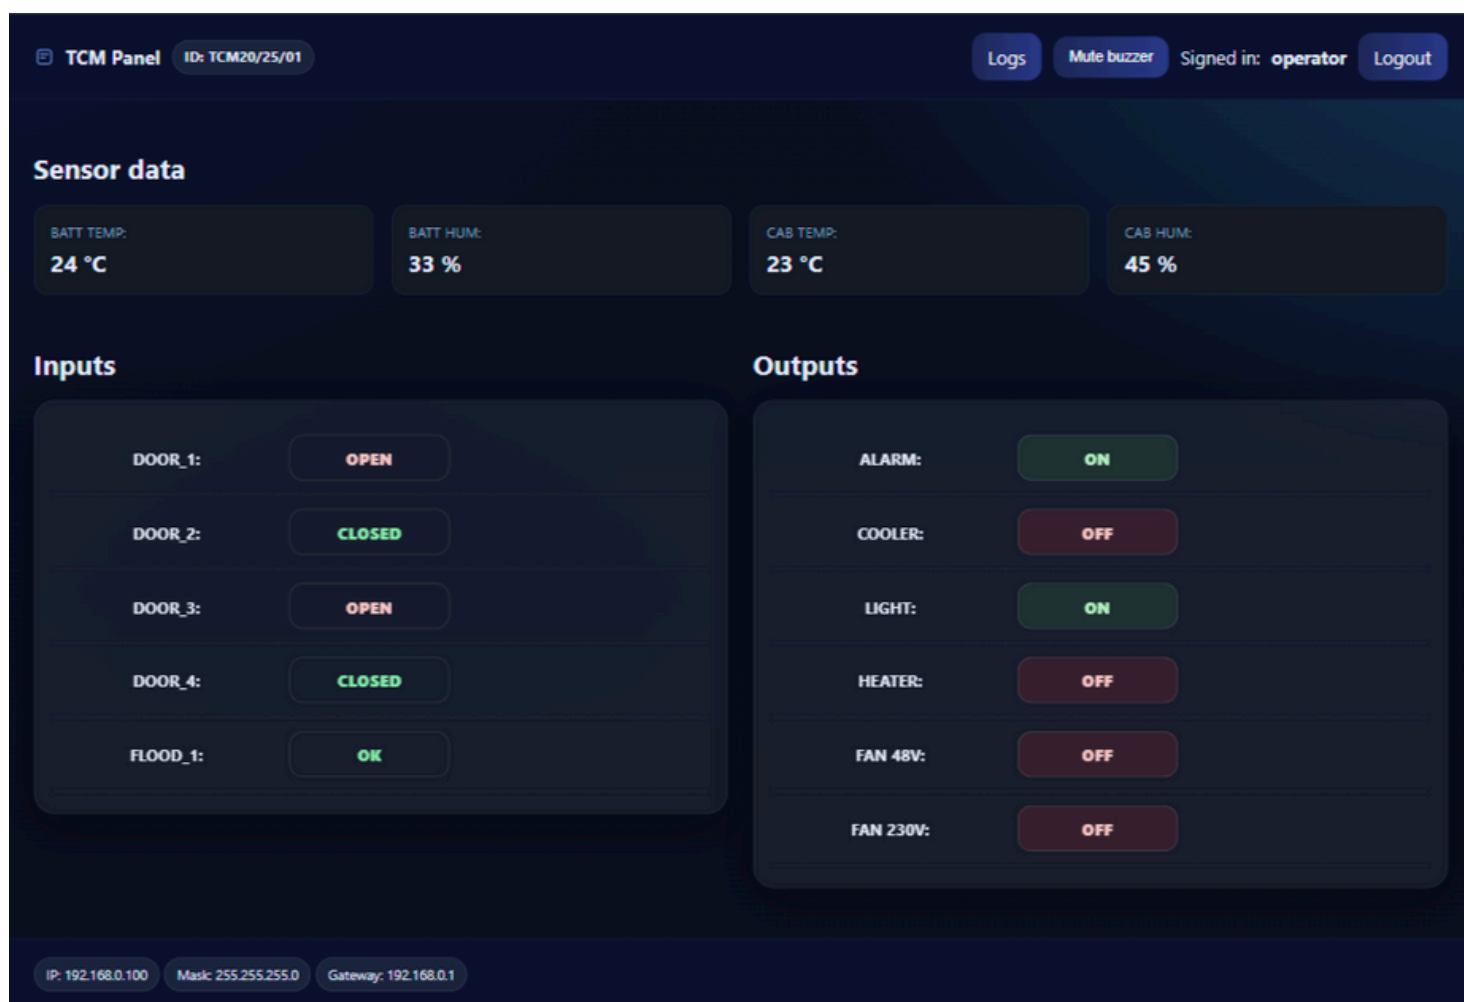 TCM Panel ID: TCM20/25/01 Logs Mute buzzer Signed in: operator Logout
Sensor data
BATT TEMP:
24 °C
BATT HUM:
33 %
CAB TEMP:
23 °C
CAB HUM:
45 %
Inputs
DOOR_1: OPEN
DOOR_2: CLOSED
DOOR_3: OPEN
DOOR_4: CLOSED
FLOOD_1: OK
Outputs
ALARM: ON
COOLER: OFF
LIGHT: ON
HEATER: OFF
FAN 48V: OFF
FAN 230V: OFF
IP: 192.168.0.100 Mask: 255.255.255.0 Gateway: 192.168.0.1